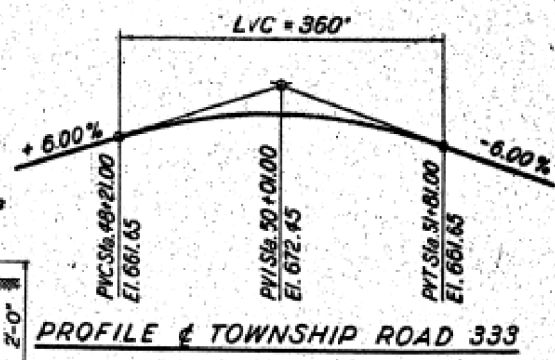 LVC = 360'
+ 6.00%
-6.00%
PVC Sta. 48+21.00
El. 661.65
PVI Sta. 50+01.00
El. 672.45
PVT Sta. 51+81.00
El. 661.65
2'-0"
PROFILE ℄ TOWNSHIP ROAD 333